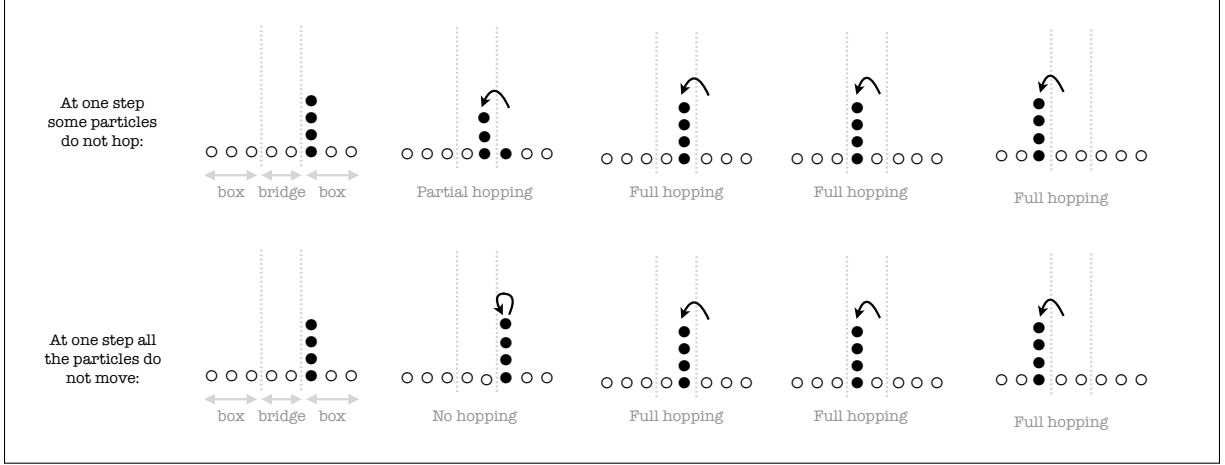 At one step
some particles
do not hop:
box bridge box
Partial hopping
Full hopping
Full hopping
Full hopping
At one step all
the particles do
not move:
box bridge box
No hopping
Full hopping
Full hopping
Full hopping